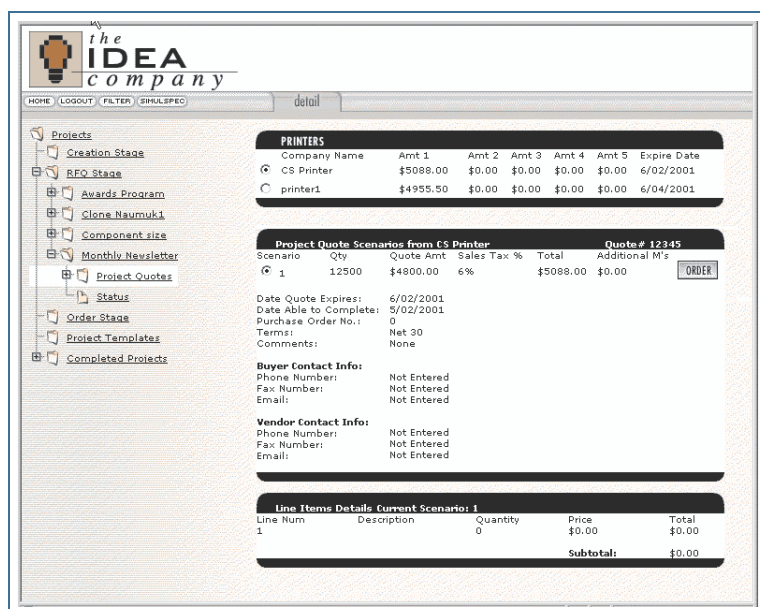 the
IDEA
company
HOME LOGOUT FILTER SIMULSPEC
detail
Projects
Creation Stage
RFQ Stage
Awards Program
Clone Naumuk1
Component size
Monthly Newsletter
Project Quotes
Status
Order Stage
Project Templates
Completed Projects
PRINTERS
Company Name Amt 1 Amt 2 Amt 3 Amt 4 Amt 5 Expire Date
CS Printer $5088.00 $0.00 $0.00 $0.00 $0.00 6/02/2001
printer1 $4955.50 $0.00 $0.00 $0.00 $0.00 6/04/2001
Project Quote Scenarios from CS Printer Quote# 12345
Scenario Qty Quote Amt Sales Tax % Total Additional M's
1 12500 $4800.00 6% $5088.00 $0.00 ORDER
Date Quote Expires: 6/02/2001
Date Able to Complete: 5/02/2001
Purchase Order No.: 0
Terms: Net 30
Comments: None
Buyer Contact Info:
Phone Number: Not Entered
Fax Number: Not Entered
Email: Not Entered
Vendor Contact Info:
Phone Number: Not Entered
Fax Number: Not Entered
Email: Not Entered
Line Items Details Current Scenario: 1
Line Num Description Quantity Price Total
1 0 $0.00 $0.00
Subtotal: $0.00